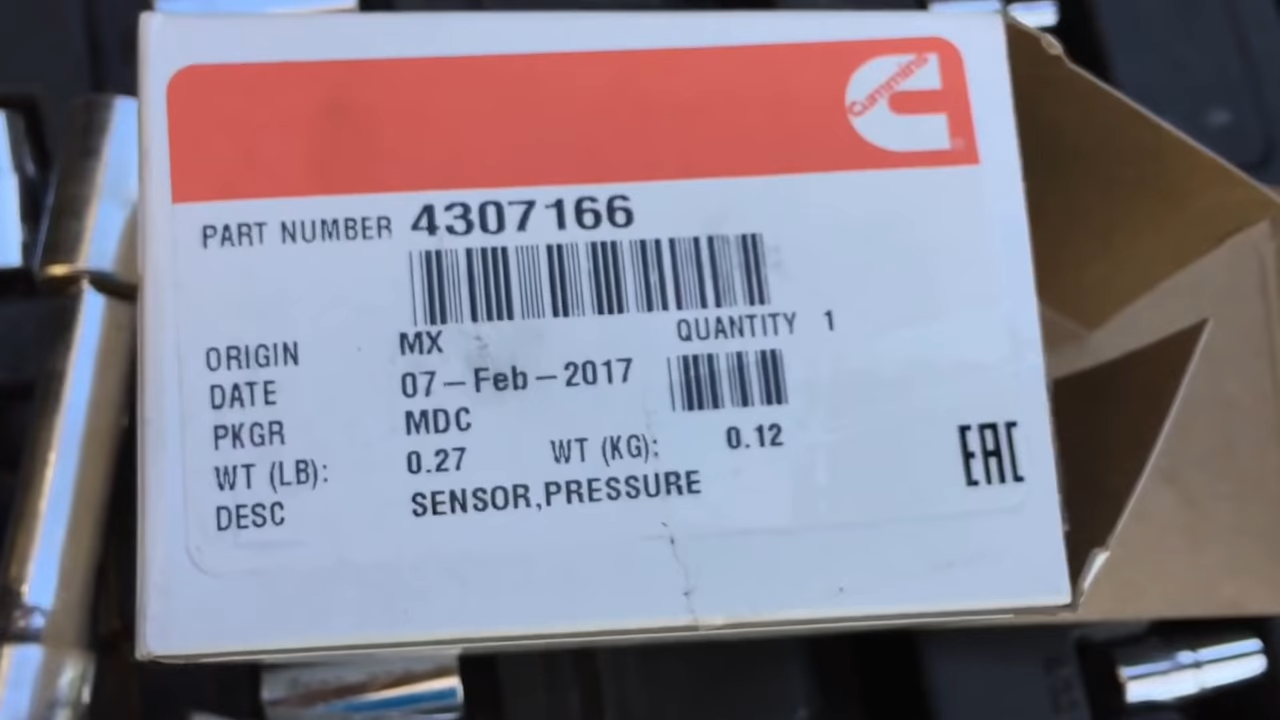 Cummins
PART NUMBER 4307166
ORIGIN MX QUANTITY 1
DATE 07-Feb-2017
PKGR MDC
WT (LB): 0.27 WT (KG): 0.12
DESC SENSOR,PRESSURE
EAC